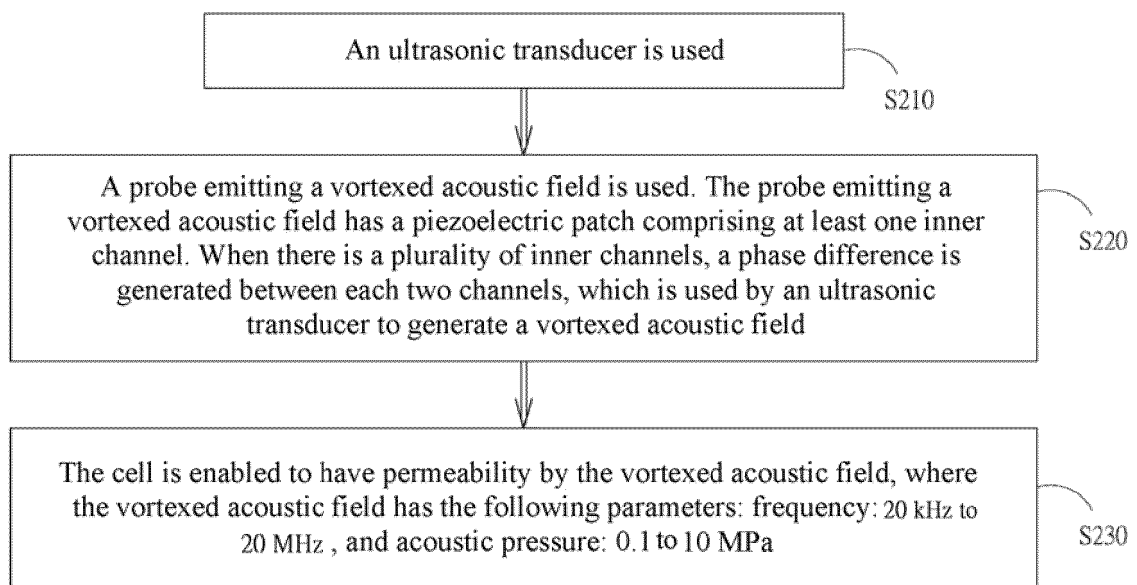 An ultrasonic transducer is used
S210
A probe emitting a vortexed acoustic field is used. The probe emitting a
vortexed acoustic field has a piezoelectric patch comprising at least one inner
channel. When there is a plurality of inner channels, a phase difference is
generated between each two channels, which is used by an ultrasonic
transducer to generate a vortexed acoustic field
S220
The cell is enabled to have permeability by the vortexed acoustic field, where
the vortexed acoustic field has the following parameters: frequency: 20 kHz to
20 MHz , and acoustic pressure: 0.1 to 10 MPa
S230